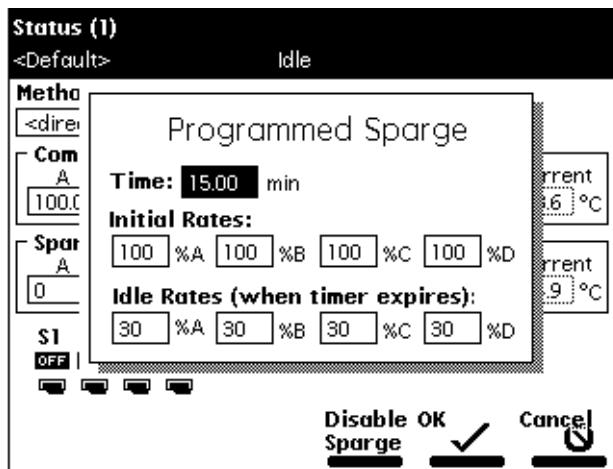 Status (1)
<Default> Idle
Programmed Sparge
Time: 15.00 min
Initial Rates:
100 %A 100 %B 100 %C 100 %D
Idle Rates (when timer expires):
30 %A 30 %B 30 %C 30 %D
A
°C
A
0 °C
S1
OFF
Disable OK Cancel
Sparge